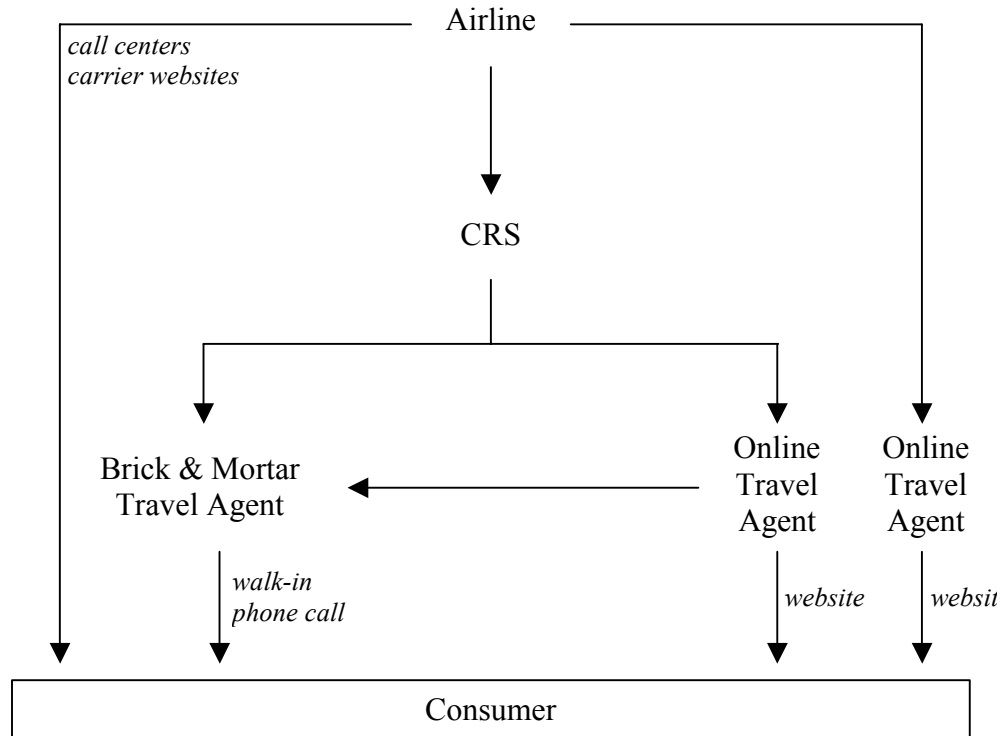 Airline
call centers
carrier websites
CRS
Brick & Mortar
Travel Agent
Online
Travel
Agent
Online
Travel
Agent
walk-in
phone call
website
websit
Consumer